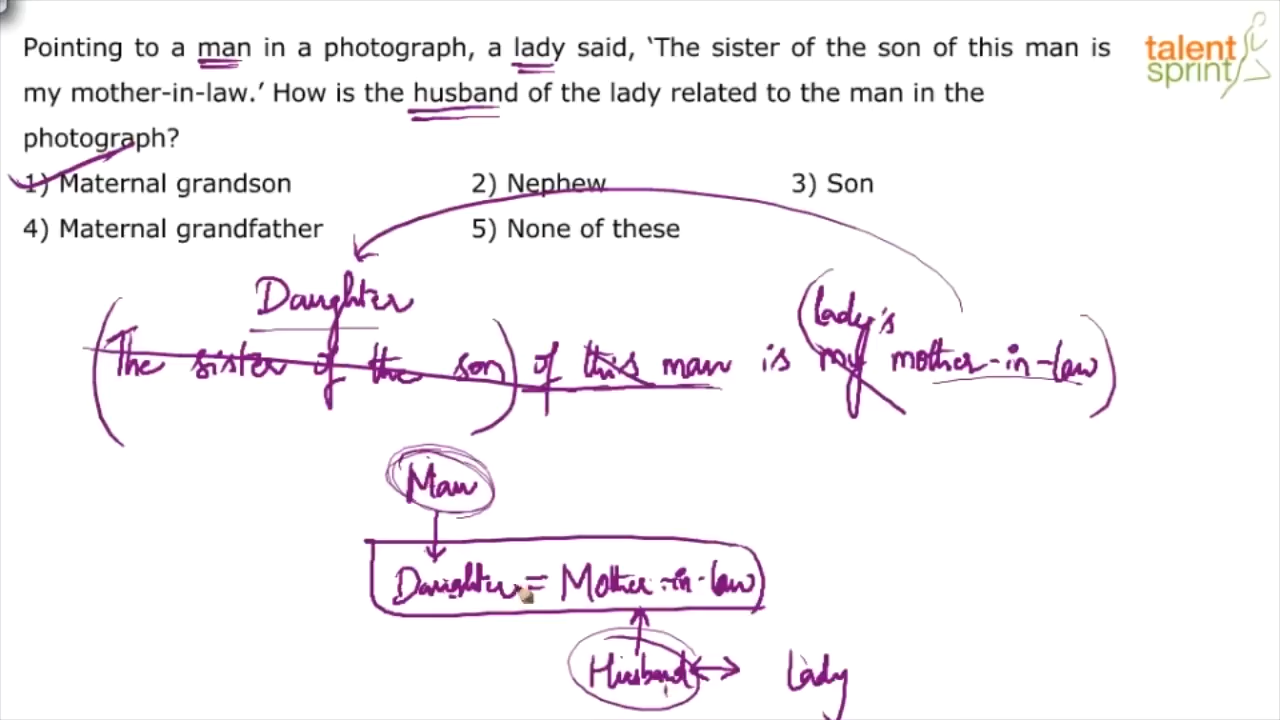 Pointing to a man in a photograph, a lady said, ‘The sister of the son of this man is
my mother-in-law.’ How is the husband of the lady related to the man in the
photograph?
talent
sprint
1) Maternal grandson 2) Nephew 3) Son
4) Maternal grandfather 5) None of these
Daughter
lady's
(The sister of the son) of this man is my mother-in-law)
Man
Daughter = Mother-in-law
Husband Lady